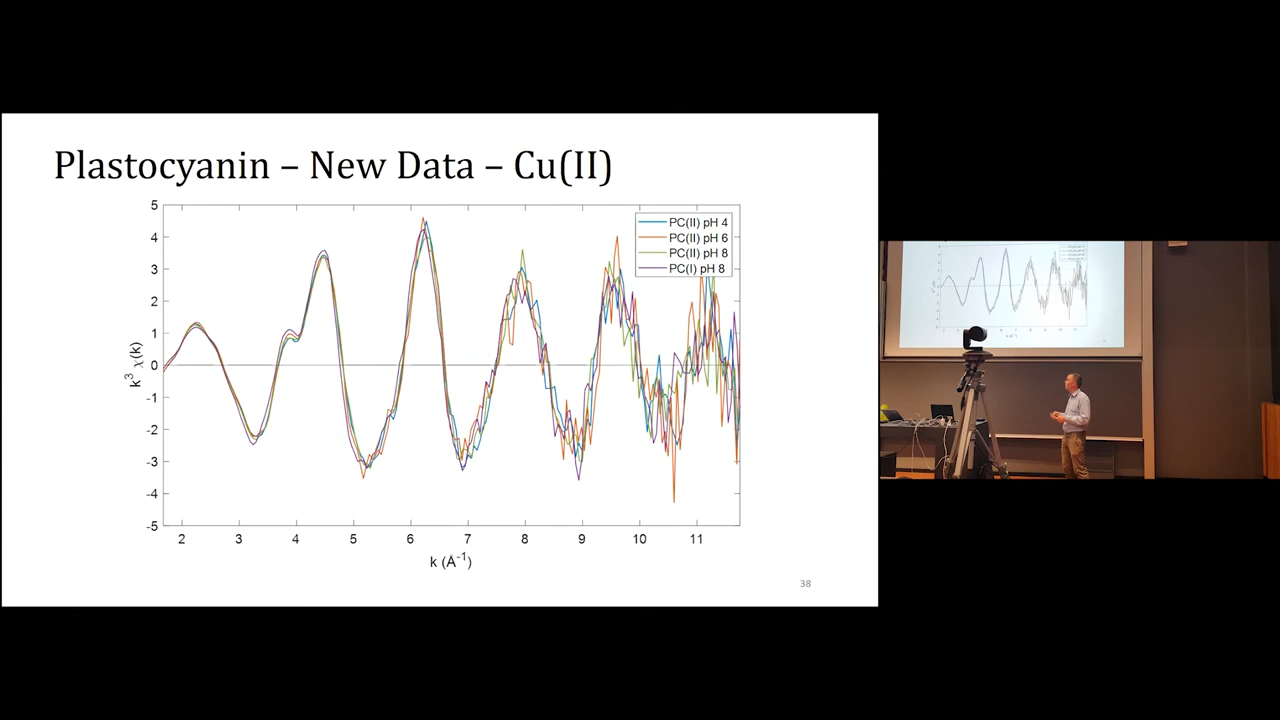 Plastocyanin – New Data – Cu(II)
5
4
3
2
1
0
-1
-2
-3
-4
-5
k³ χ(k)
PC(II) pH 4
PC(II) pH 6
PC(II) pH 8
PC(I) pH 8
2 3 4 5 6 7 8 9 10 11
k (Å⁻¹)
38